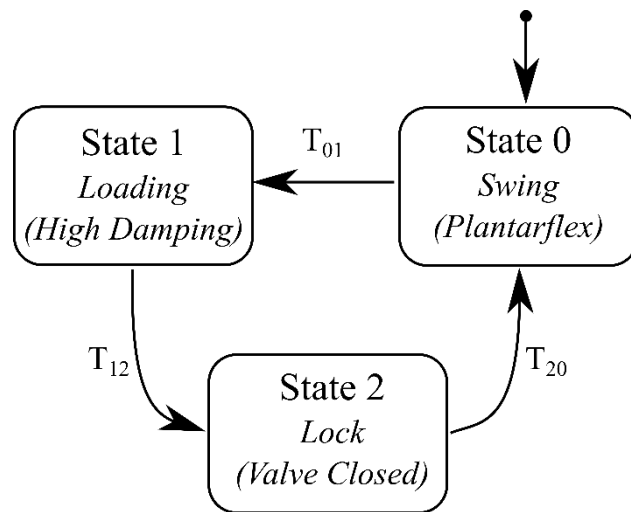 State 1
Loading
(High Damping)
T01
State 0
Swing
(Plantarflex)
T12
State 2
Lock
(Valve Closed)
T20